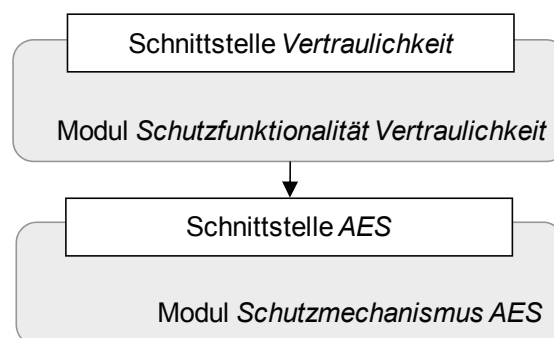 Schnittstelle Vertraulichkeit
Modul Schutzfunktionalität Vertraulichkeit
Schnittstelle AES
Modul Schutzmechanismus AES